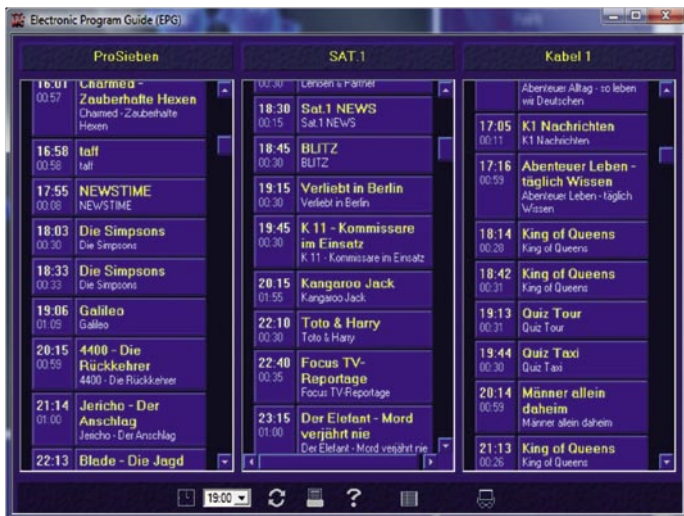 Electronic Program Guide (EPG)
ProSieben
16:01 Charmed -
00:57 Zauberhafte Hexen
Charmed - Zauberhafte
Hexen
16:58 taff
00:58 taff
17:55 NEWSTIME
00:08 NEWSTIME
18:03 Die Simpsons
00:30 Die Simpsons
18:33 Die Simpsons
00:33 Die Simpsons
19:06 Galileo
01:09 Galileo
20:15 4400 - Die
00:59 Rückkehrer
4400 - Die Rückkehrer
21:14 Jericho - Der
01:00 Anschlag
Jericho - Der Anschlag
22:13 Blade - Die Jagd
SAT.1
00:30 Lenßen & Partner
18:30 Sat.1 NEWS
00:15 Sat.1 NEWS
18:45 BLITZ
00:30 BLITZ
19:15 Verliebt in Berlin
00:30 Verliebt in Berlin
19:45 K 11 - Kommissare
00:30 im Einsatz
K 11 - Kommissare im Einsatz
20:15 Kangaroo Jack
01:55 Kangaroo Jack
22:10 Toto & Harry
00:30 Toto & Harry
22:40 Focus TV-
00:35 Reportage
Focus TV-Reportage
23:15 Der Elefant - Mord
01:00 verjährt nie
Der Elefant - Mord verjährt nie
Kabel 1
Abenteuer Alltag - so leben
wir Deutschen
17:05 K1 Nachrichten
00:11 K1 Nachrichten
17:16 Abenteuer Leben -
00:59 täglich Wissen
Abenteuer Leben - täglich
Wissen
18:14 King of Queens
00:28 King of Queens
18:42 King of Queens
00:31 King of Queens
19:13 Quiz Tour
00:31 Quiz Tour
19:44 Quiz Taxi
00:30 Quiz Taxi
20:14 Männer allein
00:59 daheim
Männer allein daheim
21:13 King of Queens
00:26 King of Queens
19:00
?